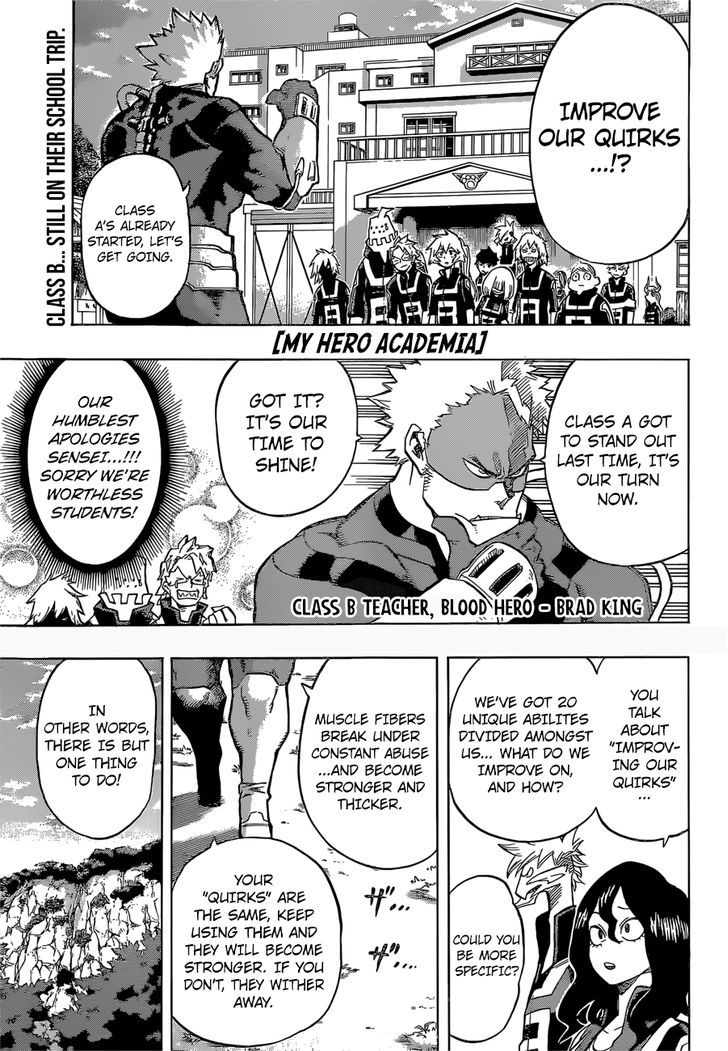 IMPROVE
OUR QUIRKS
...!?
CLASS B... STILL ON THEIR SCHOOL TRIP.
CLASS
A'S ALREADY
STARTED, LET'S
GET GOING.
[MY HERO ACADEMIA]
CLASS A GOT
TO STAND OUT
LAST TIME, IT'S
OUR TURN
NOW.
GOT IT?
IT'S OUR
TIME TO
SHINE!
OUR
HUMBLEST
APOLOGIES
SENSEI...!!!
SORRY WE'RE
WORTHLESS
STUDENTS!
CLASS B TEACHER, BLOOD HERO - BRAD KING
YOU
TALK
ABOUT
"IMPROV-
ING OUR
QUIRKS"
...
WE'VE GOT 20
UNIQUE ABILITES
DIVIDED AMONGST
US... WHAT DO WE
IMPROVE ON,
AND HOW?
COULD YOU
BE MORE
SPECIFIC?
MUSCLE FIBERS
BREAK UNDER
CONSTANT ABUSE
...AND BECOME
STRONGER AND
THICKER.
ザ"...
ザ"...
YOUR
"QUIRKS" ARE
THE SAME, KEEP
USING THEM AND
THEY WILL BECOME
STRONGER. IF YOU
DON'T, THEY WITHER
AWAY.
IN
OTHER WORDS,
THERE IS BUT
ONE THING
TO DO!